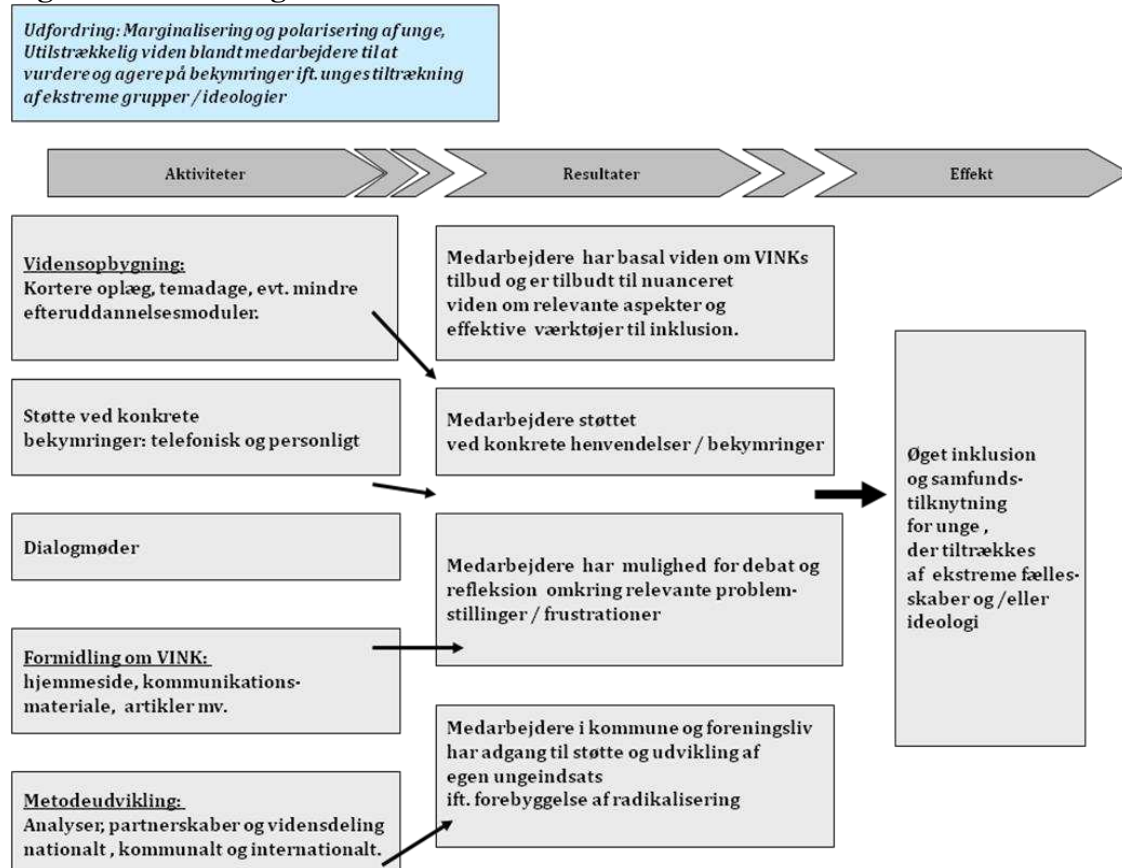 Udfordring: Marginalisering og polarisering af unge,
Utilstrækkelig viden blandt medarbejdere til at
vurdere og agere på bekymringer ift. unges tiltrækning
af ekstreme grupper / ideologier
Aktiviteter
Resultater
Effekt
Vidensopbygning:
Kortere oplæg, temadage, evt. mindre
efteruddannelsesmoduler.
Støtte ved konkrete
bekymringer: telefonisk og personligt
Dialogmøder
Formidling om VINK:
hjemmeside, kommunikations-
materiale, artikler mv.
Metodeudvikling:
Analyser, partnerskaber og vidensdeling
nationalt , kommunalt og internationalt.
Medarbejdere har basal viden om VINKs
tilbud og er tilbudt til nuanceret
viden om relevante aspekter og
effektive værktøjer til inklusion.
Medarbejdere støttet
ved konkrete henvendelser / bekymringer
Medarbejdere har mulighed for debat og
refleksion omkring relevante problem-
stillinger / frustrationer
Medarbejdere i kommune og foreningsliv
har adgang til støtte og udvikling af
egen ungeindsats
ift. forebyggelse af radikalisering
Øget inklusion
og samfunds-
tilknytning
for unge ,
der tiltrækkes
af ekstreme fælles-
skaber og /eller
ideologi